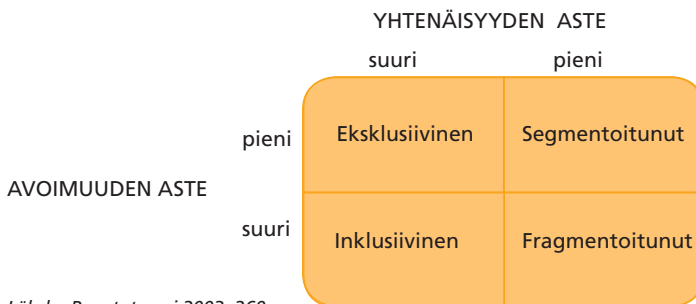 YHTENÄISYYDEN ASTE
suuri pieni
pieni Eksklusiivinen Segmentoitunut
AVOIMUUDEN ASTE
suuri Inklusiivinen Fragmentoitunut